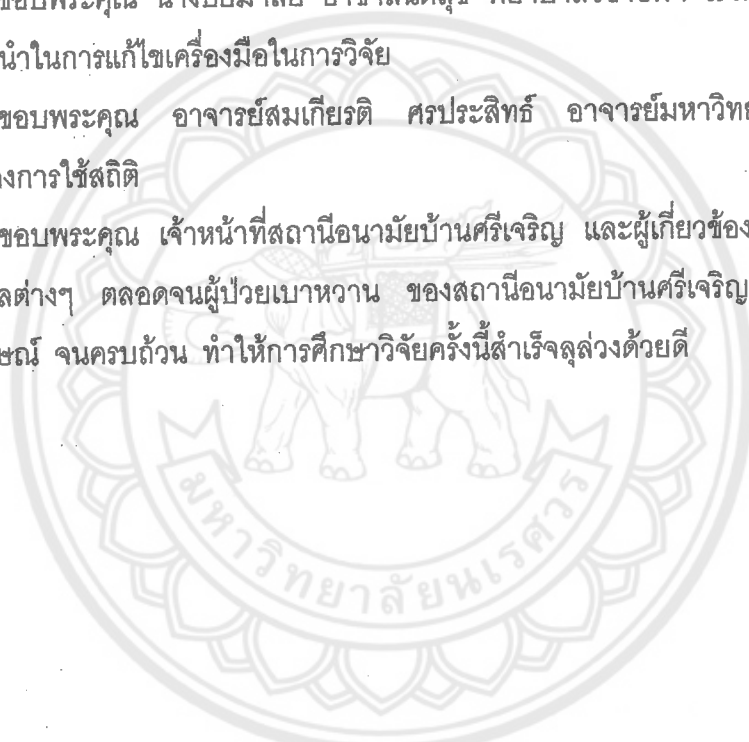 ขอบพระคุณ
นำในการแก้ไขเครื่องมือในการวิจัย
ขอบพระคุณ อาจารย์สมเกียรติ ศรประสิทธ์ อาจารย์มหาวิทย
งการใช้สถิติ
ขอบพระคุณ เจ้าหน้าที่สถานีอนามัยบ้านศรีเจริญ และผู้เกี่ยวข้อง
ลต่างๆ ตลอดจนผู้ป่วยเบาหวาน ของสถานีอนามัยบ้านศรีเจริญ
ษณ์ จนครบถ้วน ทำให้การศึกษาวิจัยครั้งนี้สำเร็จลุล่วงด้วยดี
มหาวิทยาลัยนเรศวร